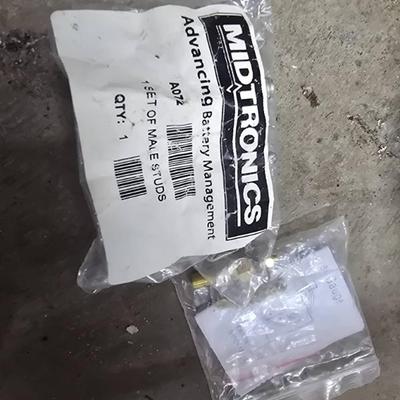 MIDTRONICS
Advancing Battery Management
A072
1 SET OF MALE STUDS
QTY: 1